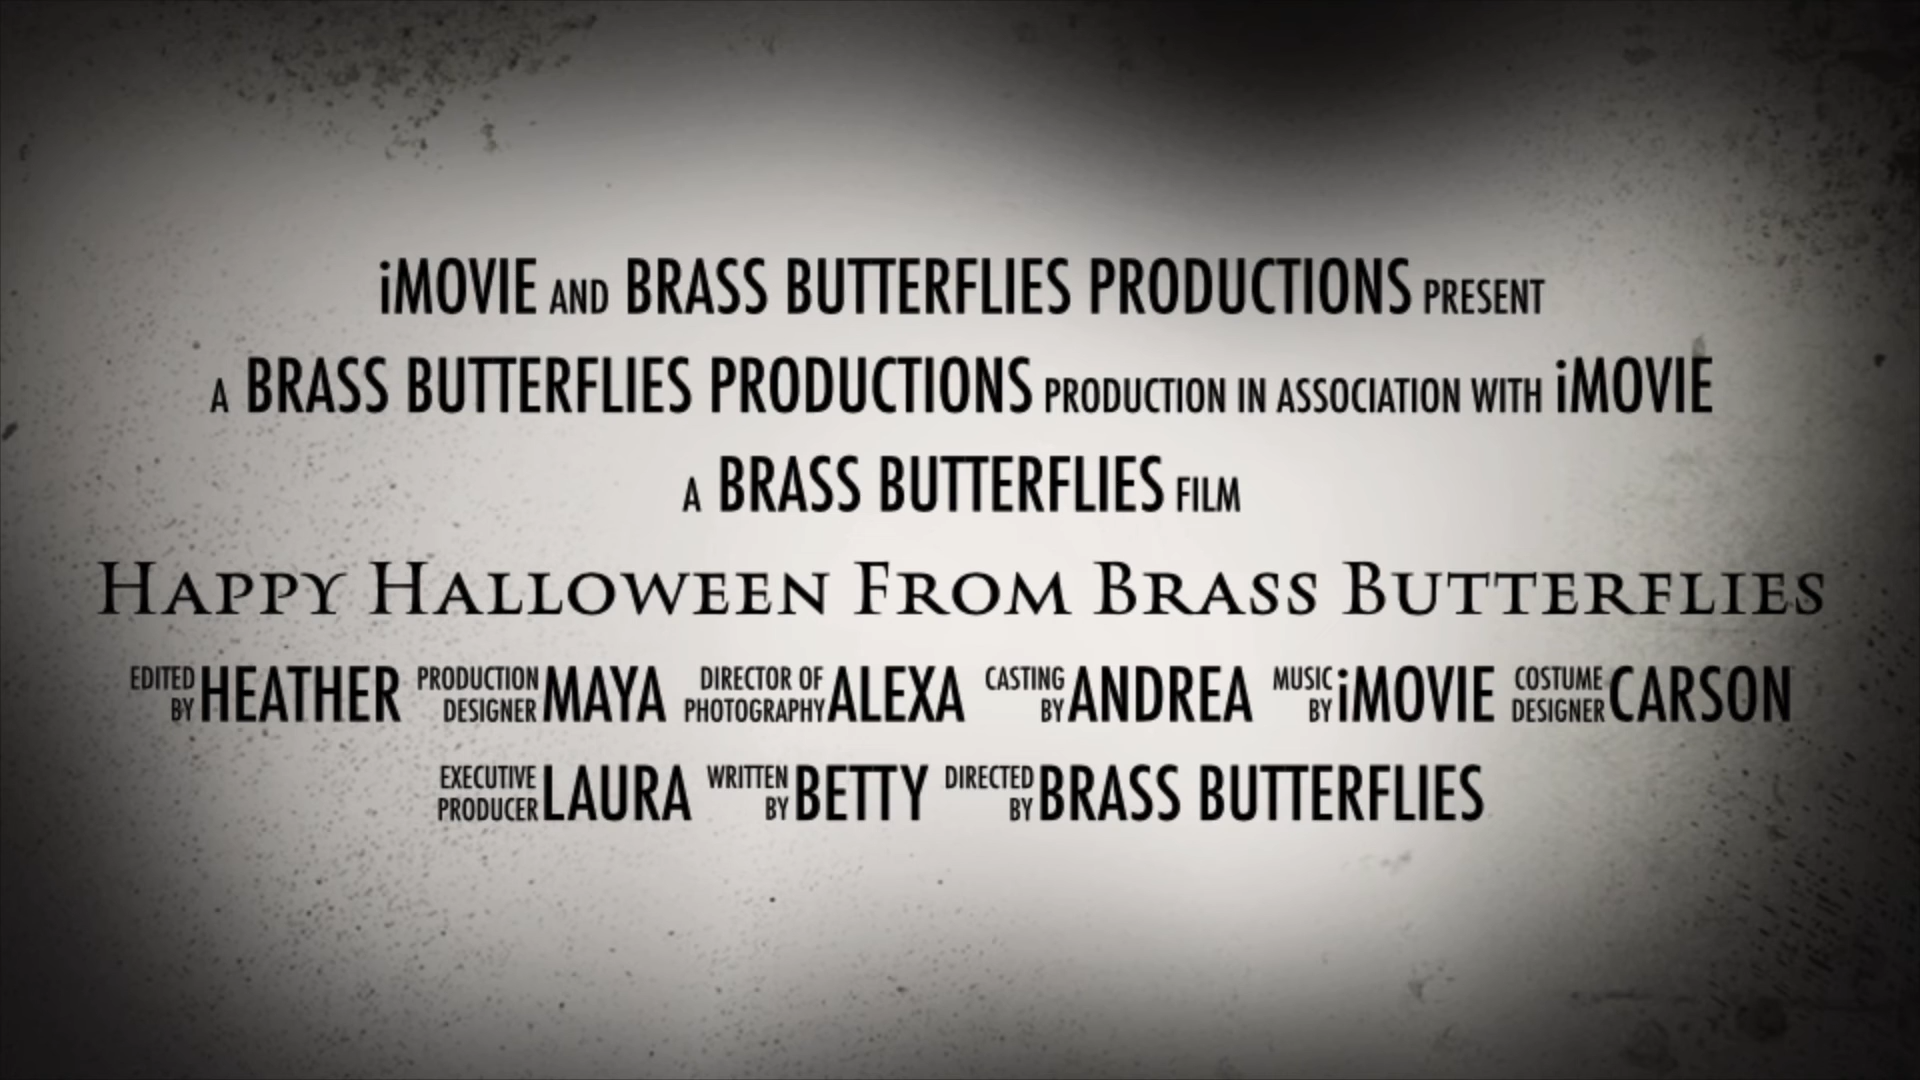 iMOVIE AND BRASS BUTTERFLIES PRODUCTIONS PRESENT
A BRASS BUTTERFLIES PRODUCTIONS PRODUCTION IN ASSOCIATION WITH iMOVIE
A BRASS BUTTERFLIES FILM
HAPPY HALLOWEEN FROM BRASS BUTTERFLIES
EDITED BY HEATHER PRODUCTION DESIGNER MAYA DIRECTOR OF PHOTOGRAPHY ALEXA CASTING BY ANDREA MUSIC BY iMOVIE COSTUME DESIGNER CARSON
EXECUTIVE PRODUCER LAURA WRITTEN BY BETTY DIRECTED BY BRASS BUTTERFLIES